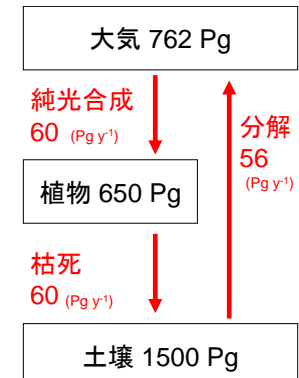 大気 762 Pg
純光合成
60 (Pg y⁻¹)
分解
56
(Pg y⁻¹)
植物 650 Pg
枯死
60 (Pg y⁻¹)
土壌 1500 Pg